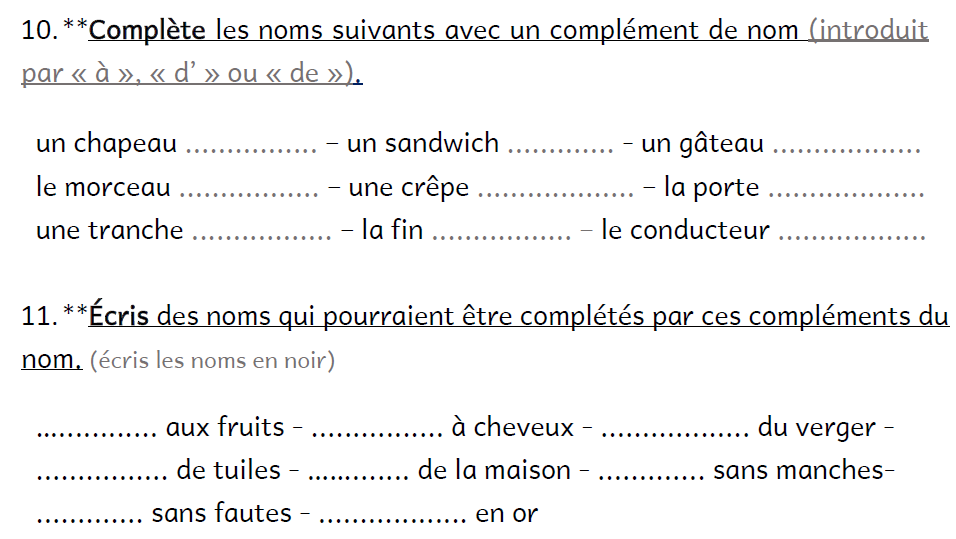 10.**Complète les noms suivants avec un complément de nom (introduit
par « à », « d' » ou « de »).
un chapeau ................ – un sandwich ............. – un gâteau ..................
le morceau ................. – une crêpe ................... – la porte ...................
une tranche ................. – la fin ................. – le conducteur ..................
11.**Écris des noms qui pourraient être complétés par ces compléments du
nom. (écris les noms en noir)
............... aux fruits – ................ à cheveux – .................. du verger –
................ de tuiles – ............. de la maison – ............. sans manches–
............. sans fautes – .................. en or